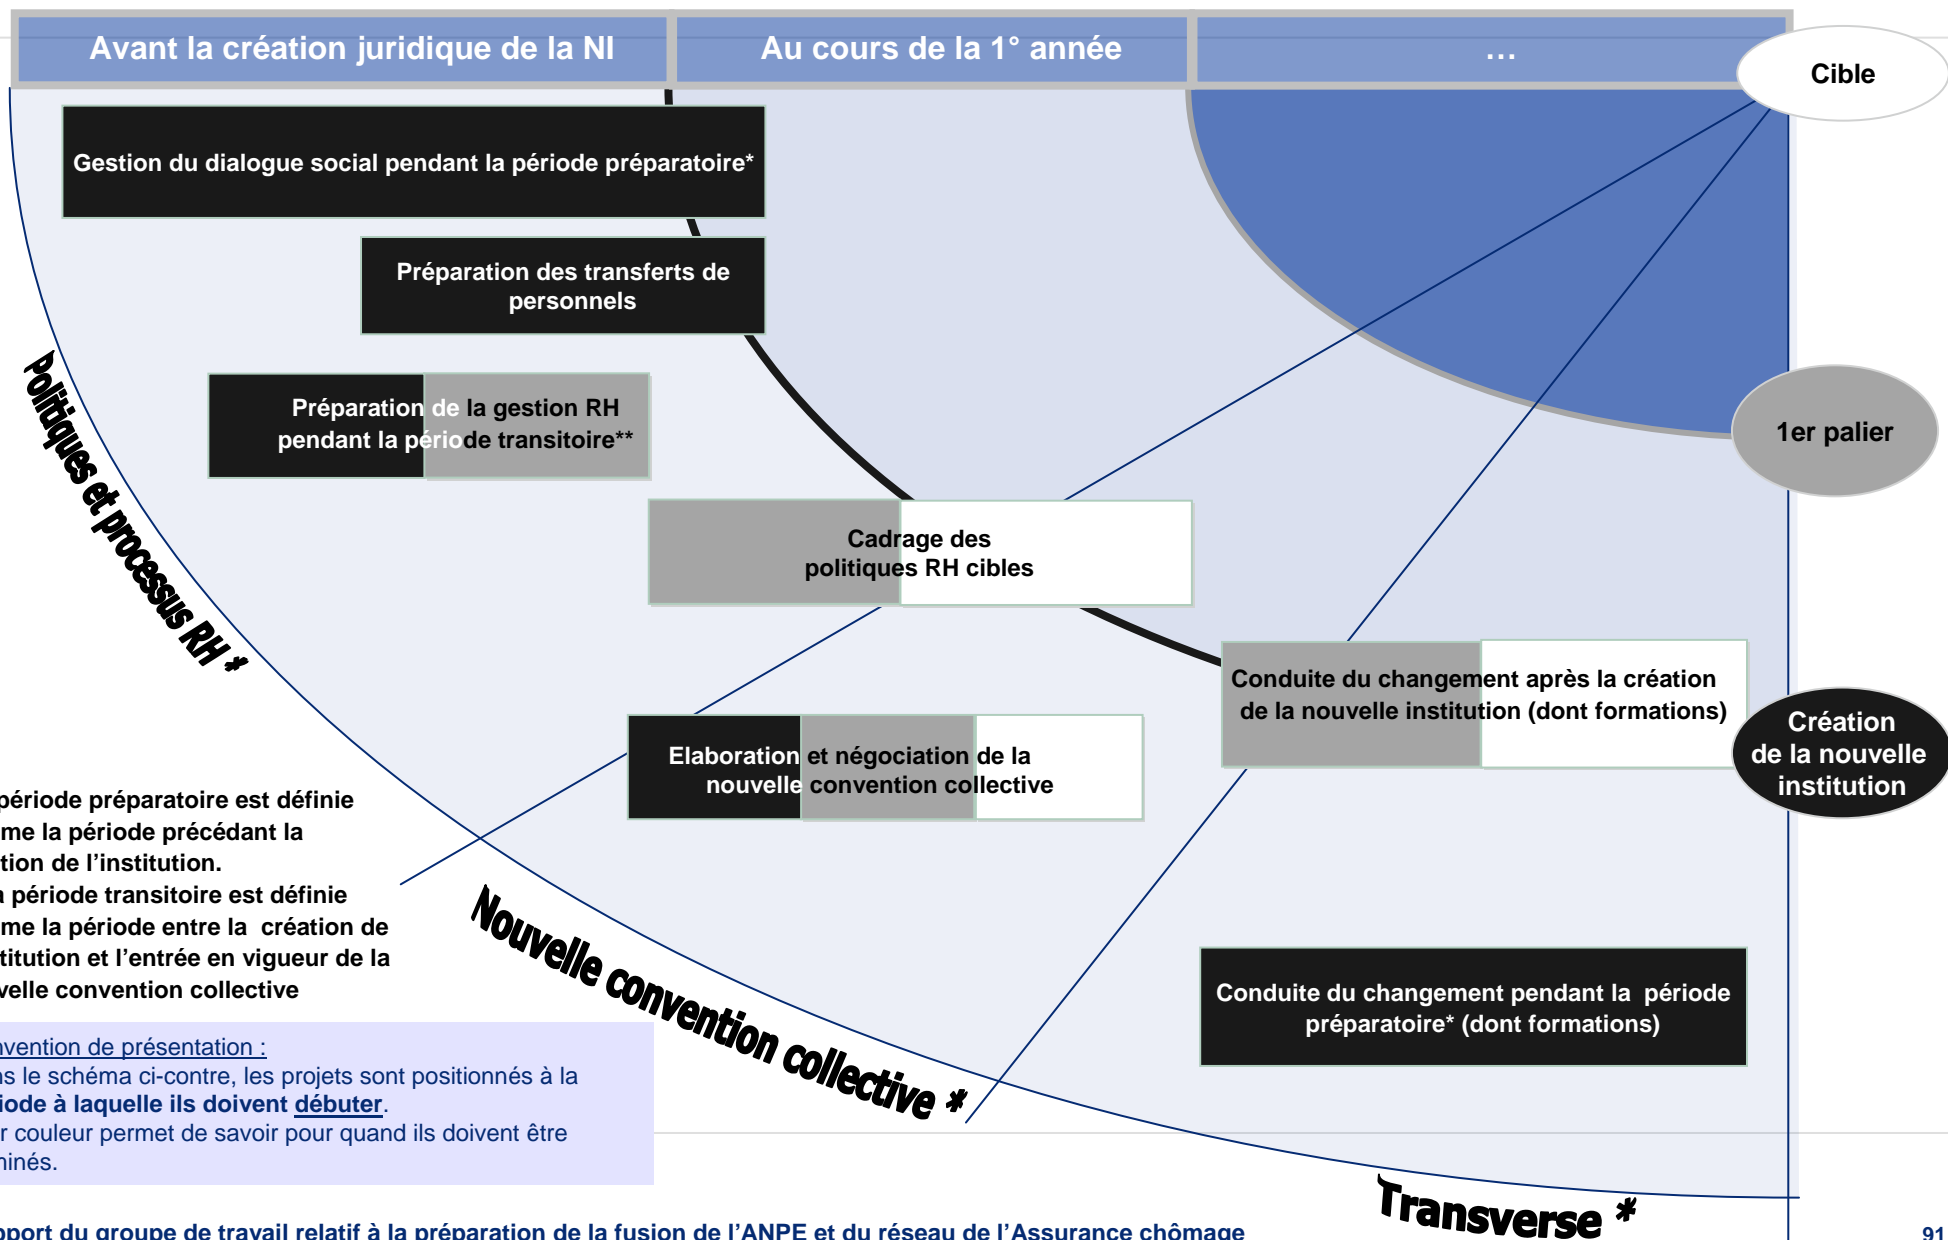 Avant la création juridique de la NI
Au cours de la 1° année
…
Cible
Gestion du dialogue social pendant la période préparatoire*
Préparation des transferts de
personnels
Préparation de la gestion RH
pendant la période transitoire**
1er palier
Cadrage des
politiques RH cibles
Conduite du changement après la création
de la nouvelle institution (dont formations)
Création
de la nouvelle
institution
Elaboration et négociation de la
nouvelle convention collective
Conduite du changement pendant la période
préparatoire* (dont formations)
Politiques et processus RH *
Nouvelle convention collective *
Transverse *
période préparatoire est définie
me la période précédant la
tion de l’institution.
a période transitoire est définie
me la période entre la création de
titution et l’entrée en vigueur de la
velle convention collective
nvention de présentation :
ns le schéma ci-contre, les projets sont positionnés à la
iode à laquelle ils doivent débuter.
r couleur permet de savoir pour quand ils doivent être
minés.
pport du groupe de travail relatif à la préparation de la fusion de l’ANPE et du réseau de l’Assurance chômage
91